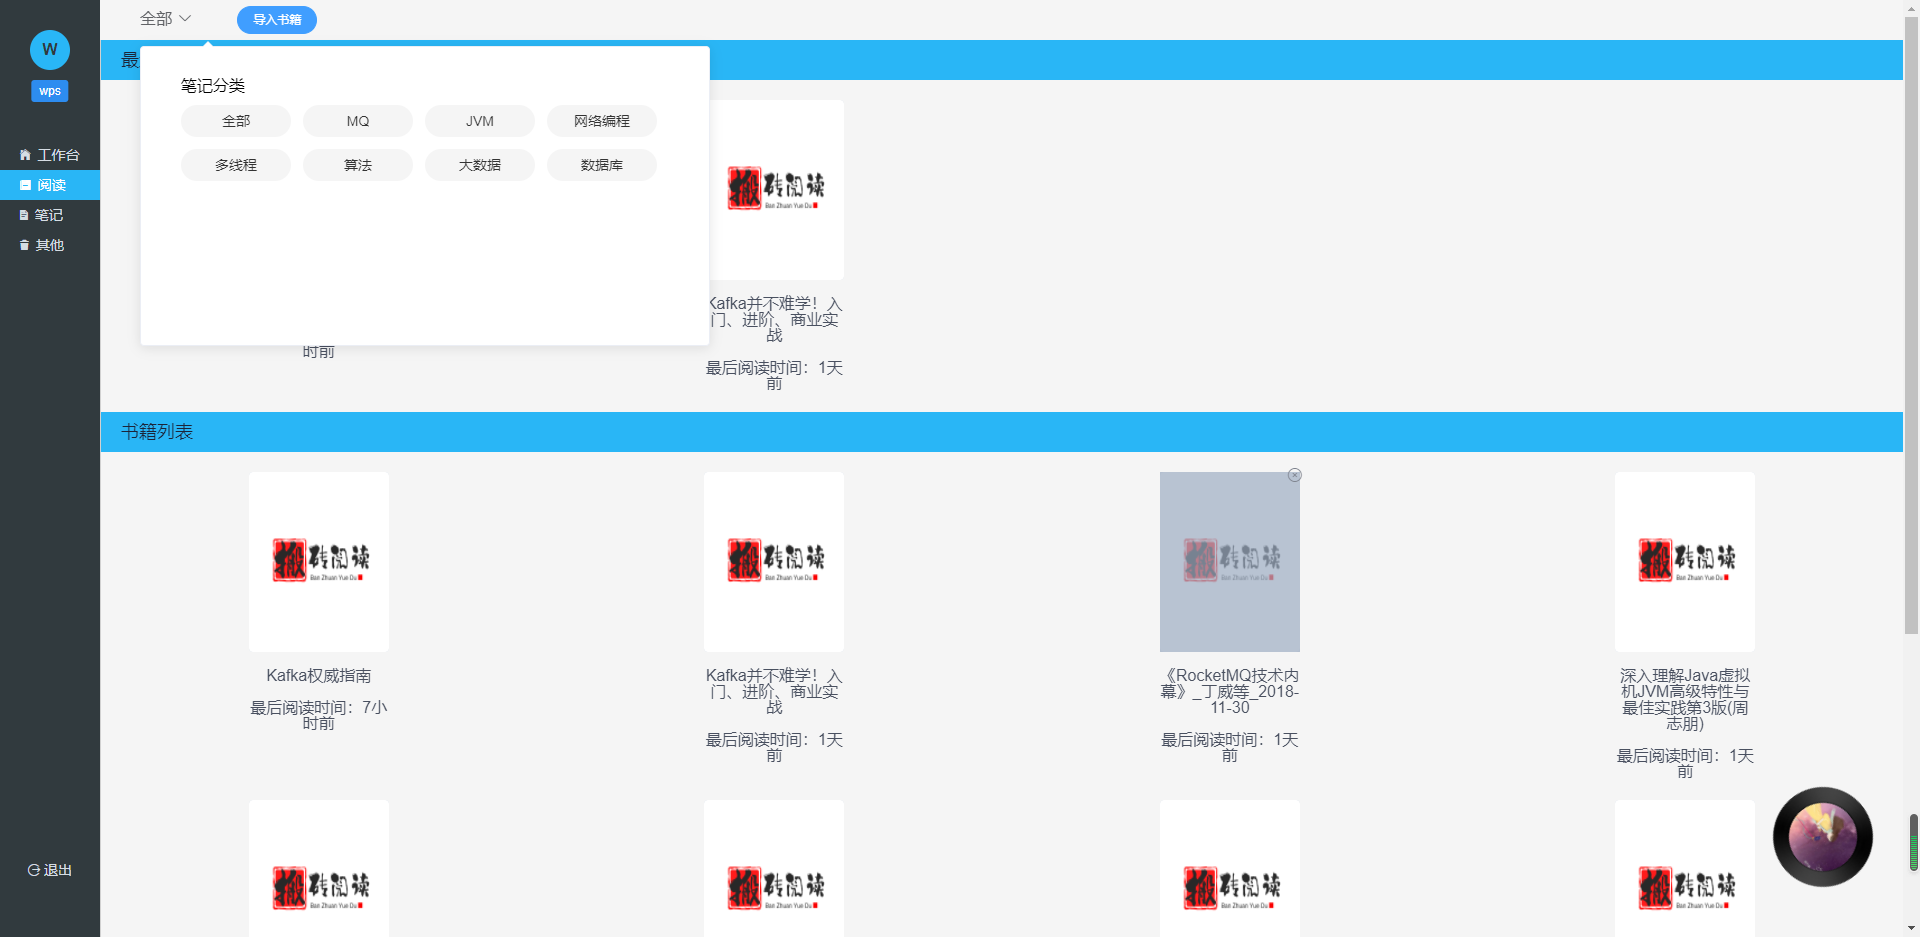 W
wps
工作台
阅读
笔记
其他
退出
全部
导入书籍
最
笔记分类
全部
MQ
JVM
网络编程
多线程
算法
大数据
数据库
时前
搬砖阅读
Ban Zhuan Yue Du
Kafka并不难学！入
门、进阶、商业实
战
最后阅读时间：1天
前
书籍列表
搬砖阅读
Ban Zhuan Yue Du
Kafka权威指南
最后阅读时间：7小
时前
搬砖阅读
Ban Zhuan Yue Du
Kafka并不难学！入
门、进阶、商业实
战
最后阅读时间：1天
前
搬砖阅读
Ban Zhuan Yue Du
《RocketMQ技术内
幕》_丁威等_2018-
11-30
最后阅读时间：1天
前
搬砖阅读
Ban Zhuan Yue Du
深入理解Java虚拟
机JVM高级特性与
最佳实践第3版(周
志朋)
最后阅读时间：1天
前
搬砖阅读
Ban Zhuan Yue Du
搬砖阅读
Ban Zhuan Yue Du
搬砖阅读
Ban Zhuan Yue Du
搬砖阅读
Ban Zhuan Yue Du